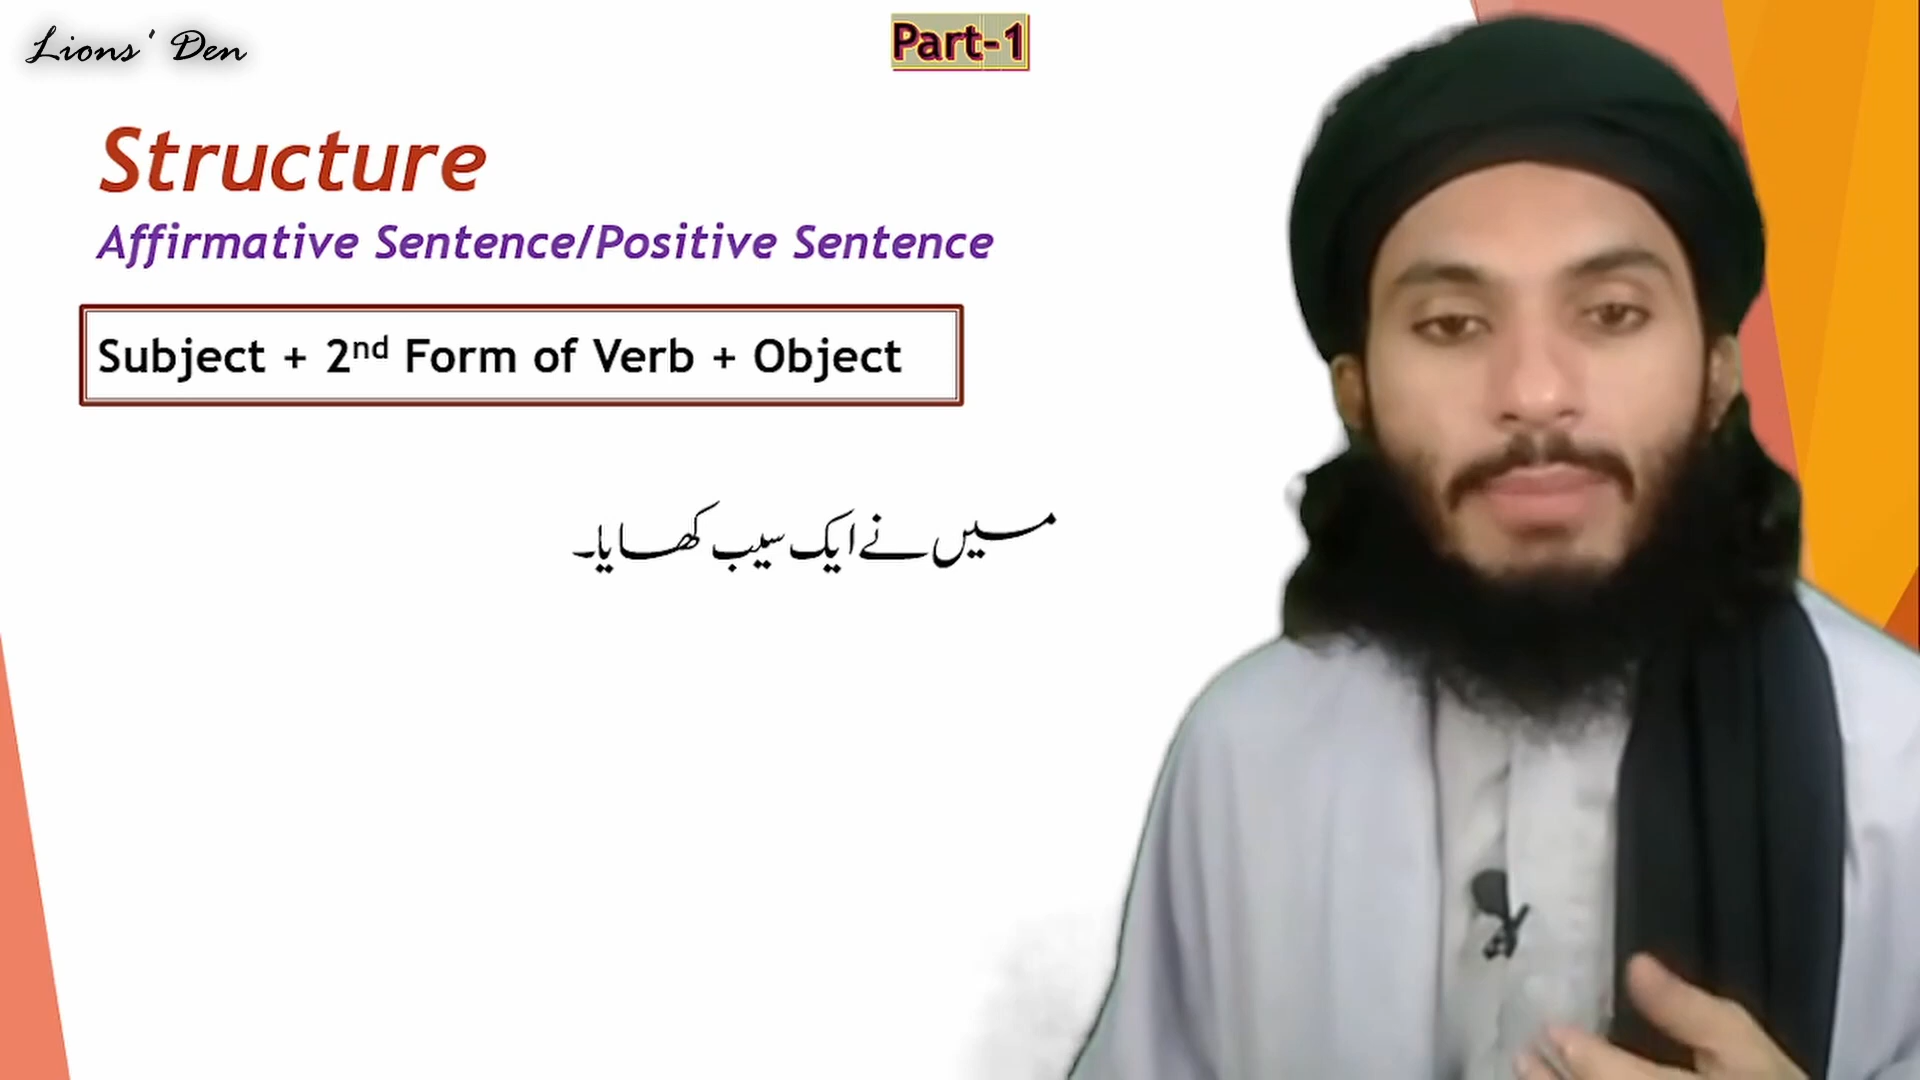 Lions' Den
Part-1
Structure
Affirmative Sentence/Positive Sentence
Subject + 2nd Form of Verb + Object
میں نے ایک سیب کھایا۔